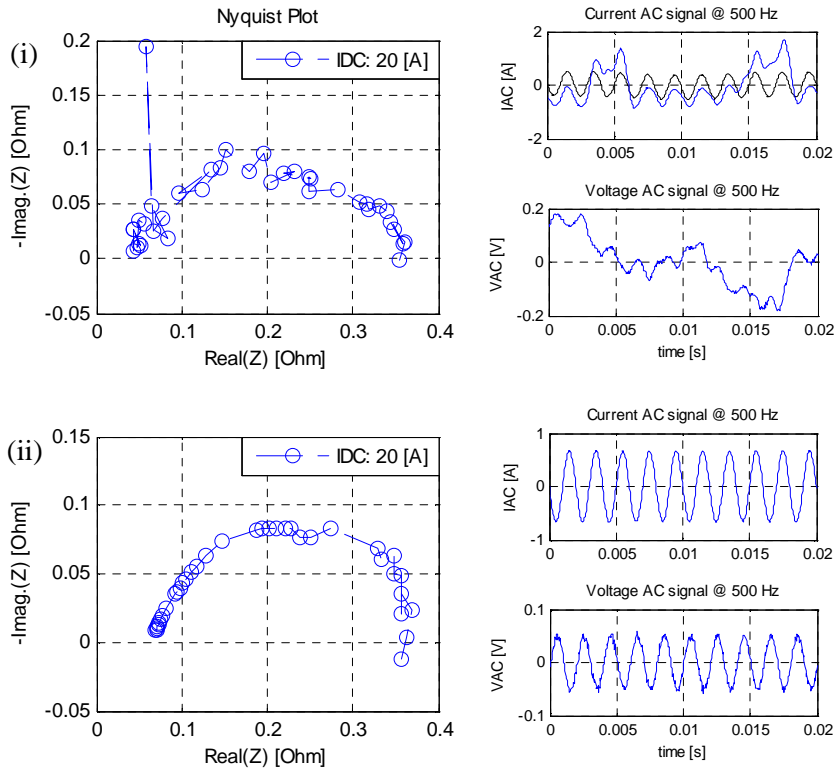 (i)
Nyquist Plot
IDC: 20 [A]
-Imag.(Z) [Ohm]
0.2
0.15
0.1
0.05
0
-0.05
0 0.1 0.2 0.3 0.4
Real(Z) [Ohm]
Current AC signal @ 500 Hz
IAC [A]
2
0
-2
0 0.005 0.01 0.015 0.02
Voltage AC signal @ 500 Hz
VAC [V]
0.2
0
-0.2
0 0.005 0.01 0.015 0.02
time [s]
(ii)
IDC: 20 [A]
-Imag.(Z) [Ohm]
0.15
0.1
0.05
0
-0.05
0 0.1 0.2 0.3 0.4
Real(Z) [Ohm]
Current AC signal @ 500 Hz
IAC [A]
1
0
-1
0 0.005 0.01 0.015 0.02
Voltage AC signal @ 500 Hz
VAC [V]
0.1
0
-0.1
0 0.005 0.01 0.015 0.02
time [s]